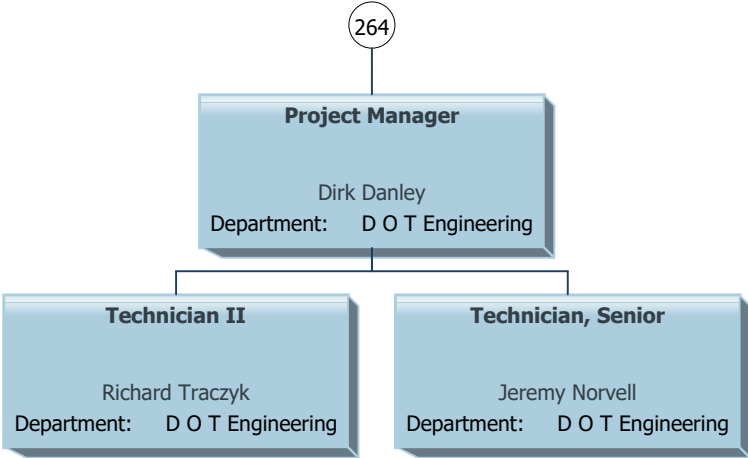 264
Project Manager
Dirk Danley
Department: D O T Engineering
Technician II
Richard Traczyk
Department: D O T Engineering
Technician, Senior
Jeremy Norvell
Department: D O T Engineering